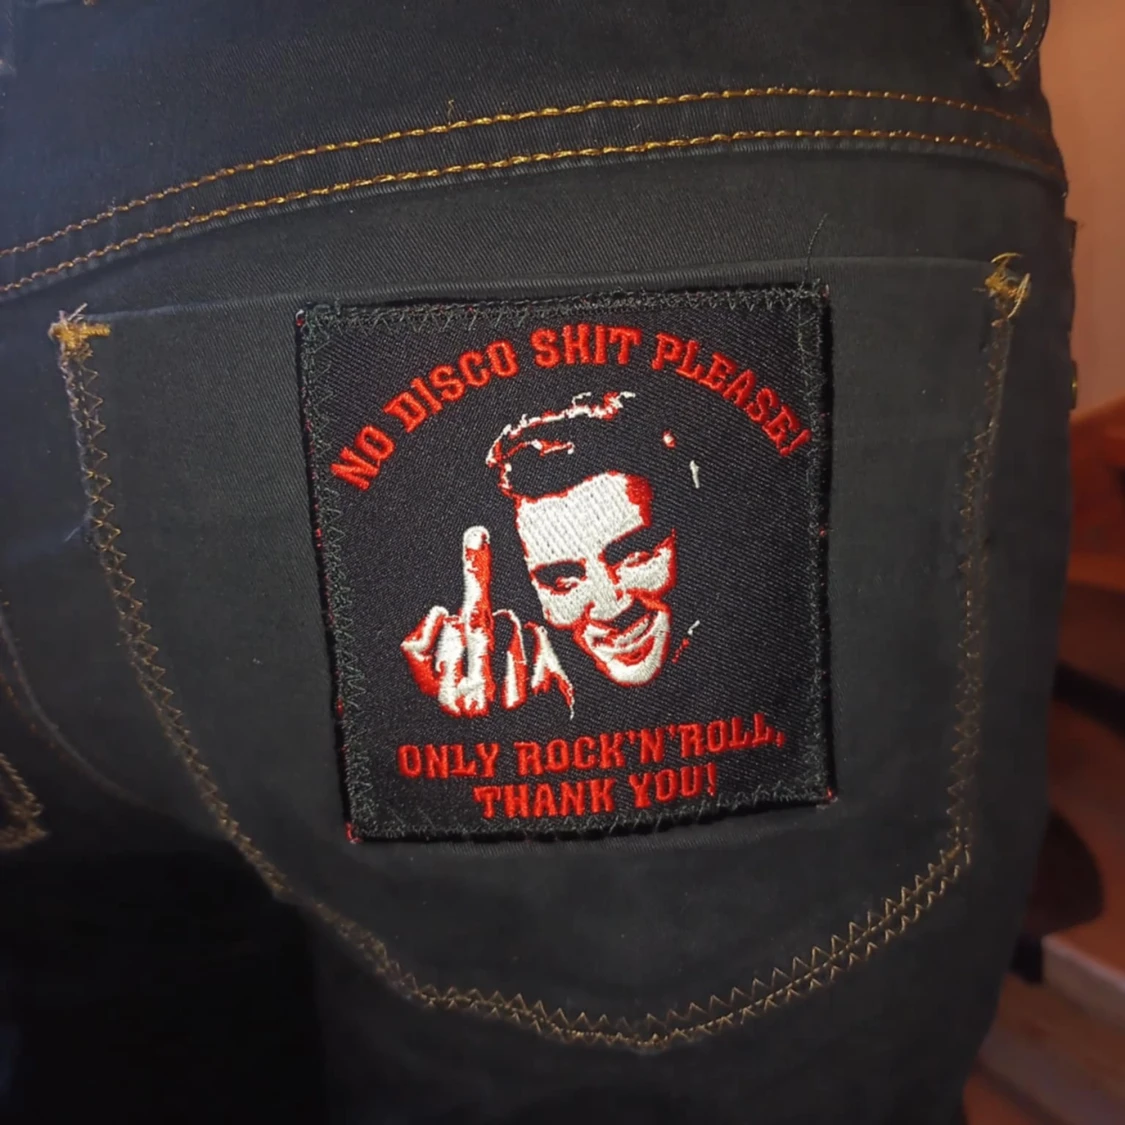 NO DISCO SHIT PLEASE!
ONLY ROCK'N'ROLL,
THANK YOU!